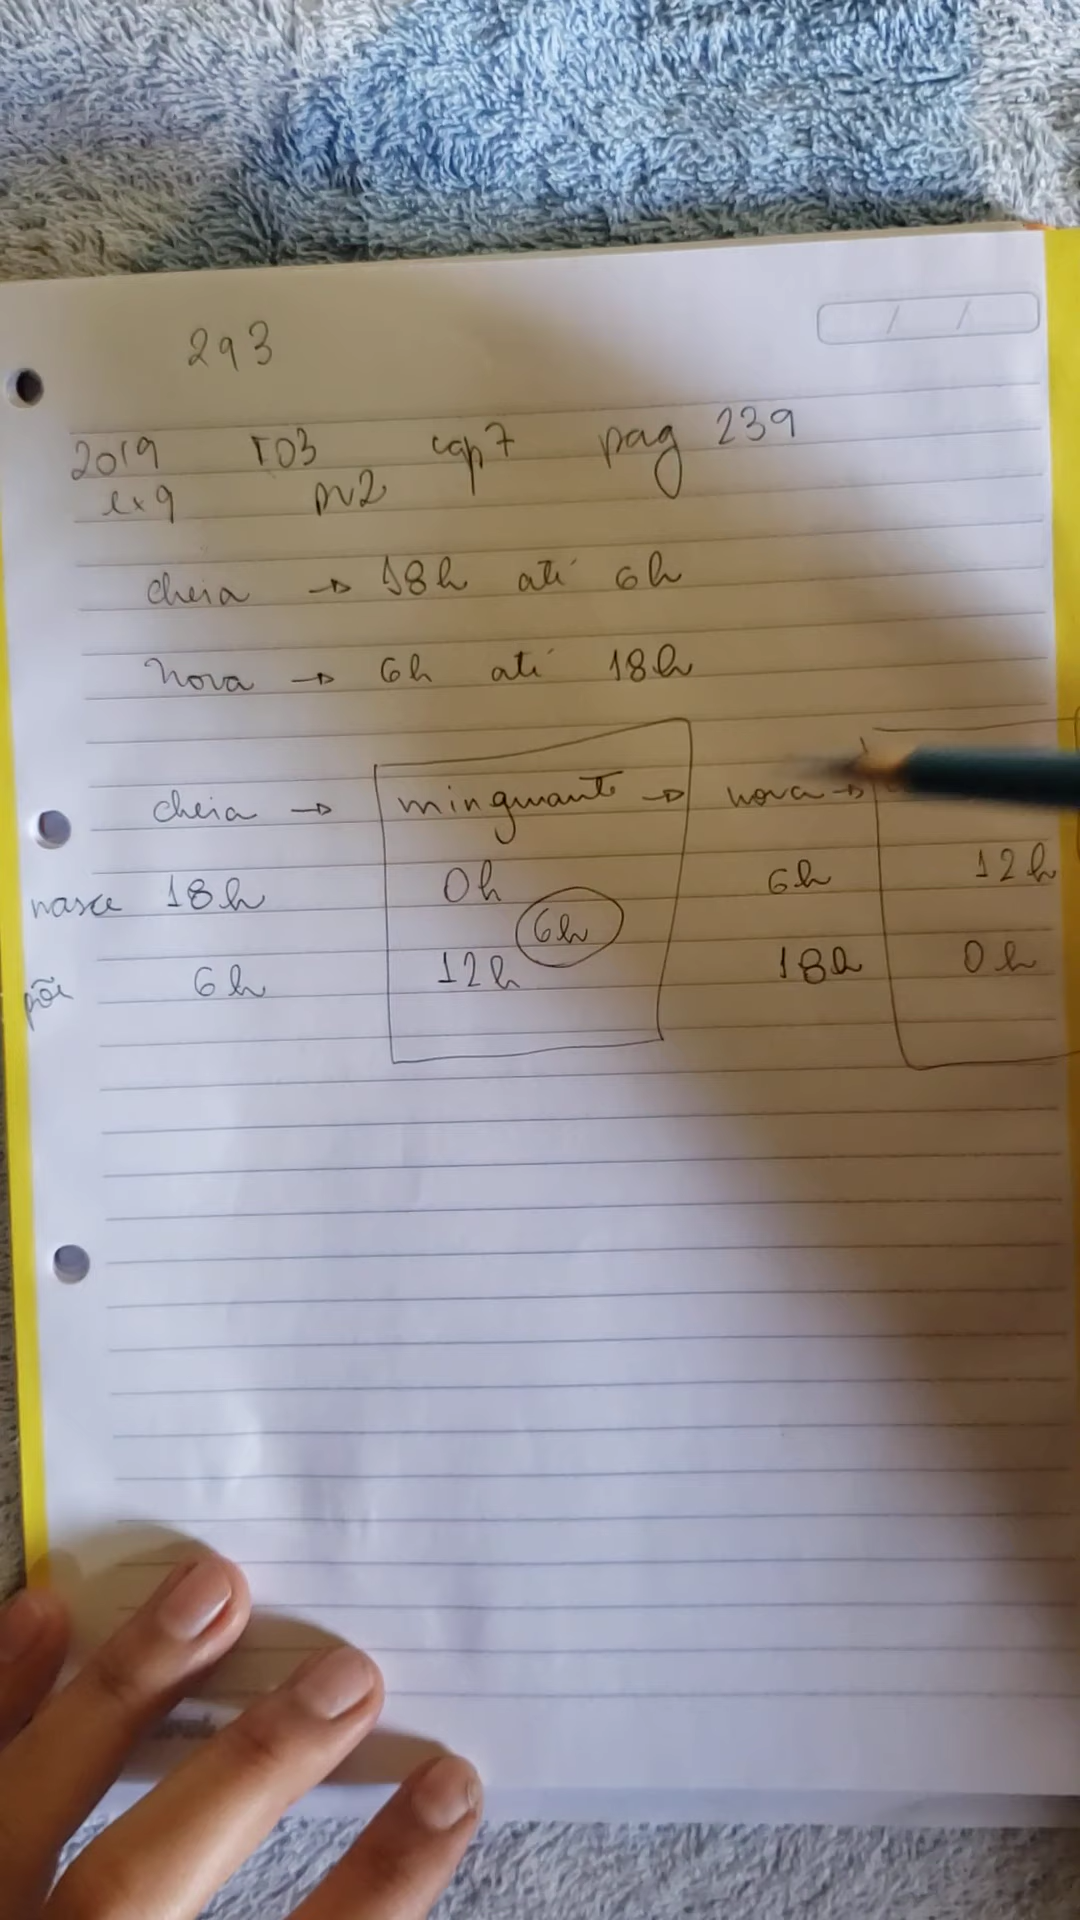 293
/ /
2019 T03 cap7 pag 239
ex9 pv2
cheia → 18h até 6h
Nova → 6h até 18h
cheia → minguante → nova →
nasce 18h 0h 6h 12h
6h
põe 6h 12h 18h 0h